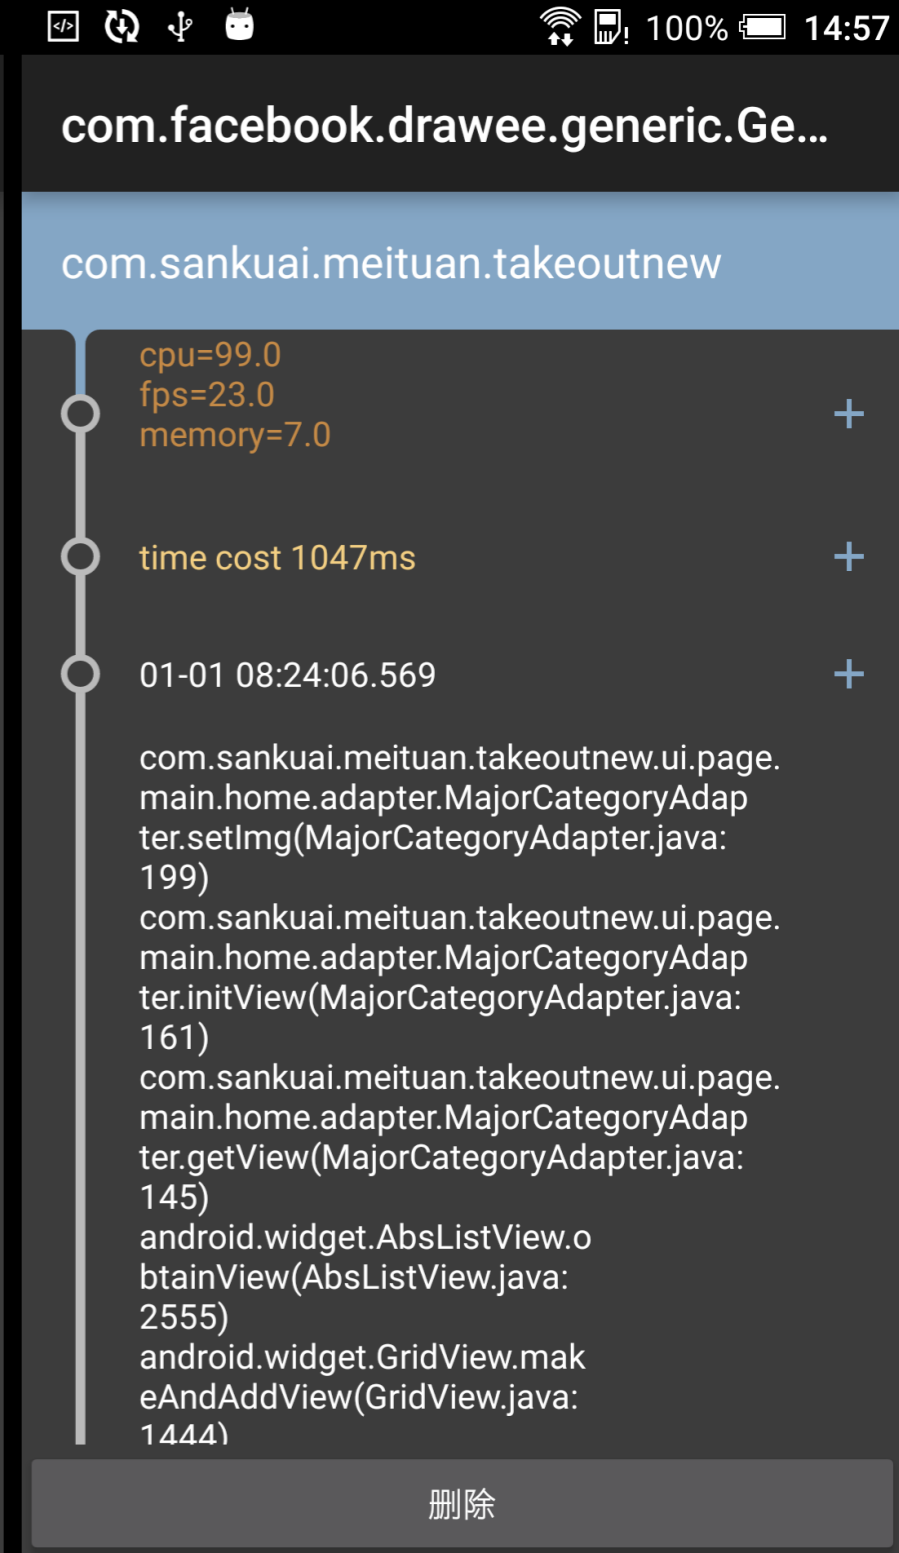 100% 14:57
com.facebook.drawee.generic.Ge...
com.sankuai.meituan.takeoutnew
cpu=99.0
fps=23.0
memory=7.0
time cost 1047ms
01-01 08:24:06.569
com.sankuai.meituan.takeoutnew.ui.page.
main.home.adapter.MajorCategoryAdap
ter.setImg(MajorCategoryAdapter.java:
199)
com.sankuai.meituan.takeoutnew.ui.page.
main.home.adapter.MajorCategoryAdap
ter.initView(MajorCategoryAdapter.java:
161)
com.sankuai.meituan.takeoutnew.ui.page.
main.home.adapter.MajorCategoryAdap
ter.getView(MajorCategoryAdapter.java:
145)
android.widget.AbsListView.o
btainView(AbsListView.java:
2555)
android.widget.GridView.mak
eAndAddView(GridView.java:
1444)
删除